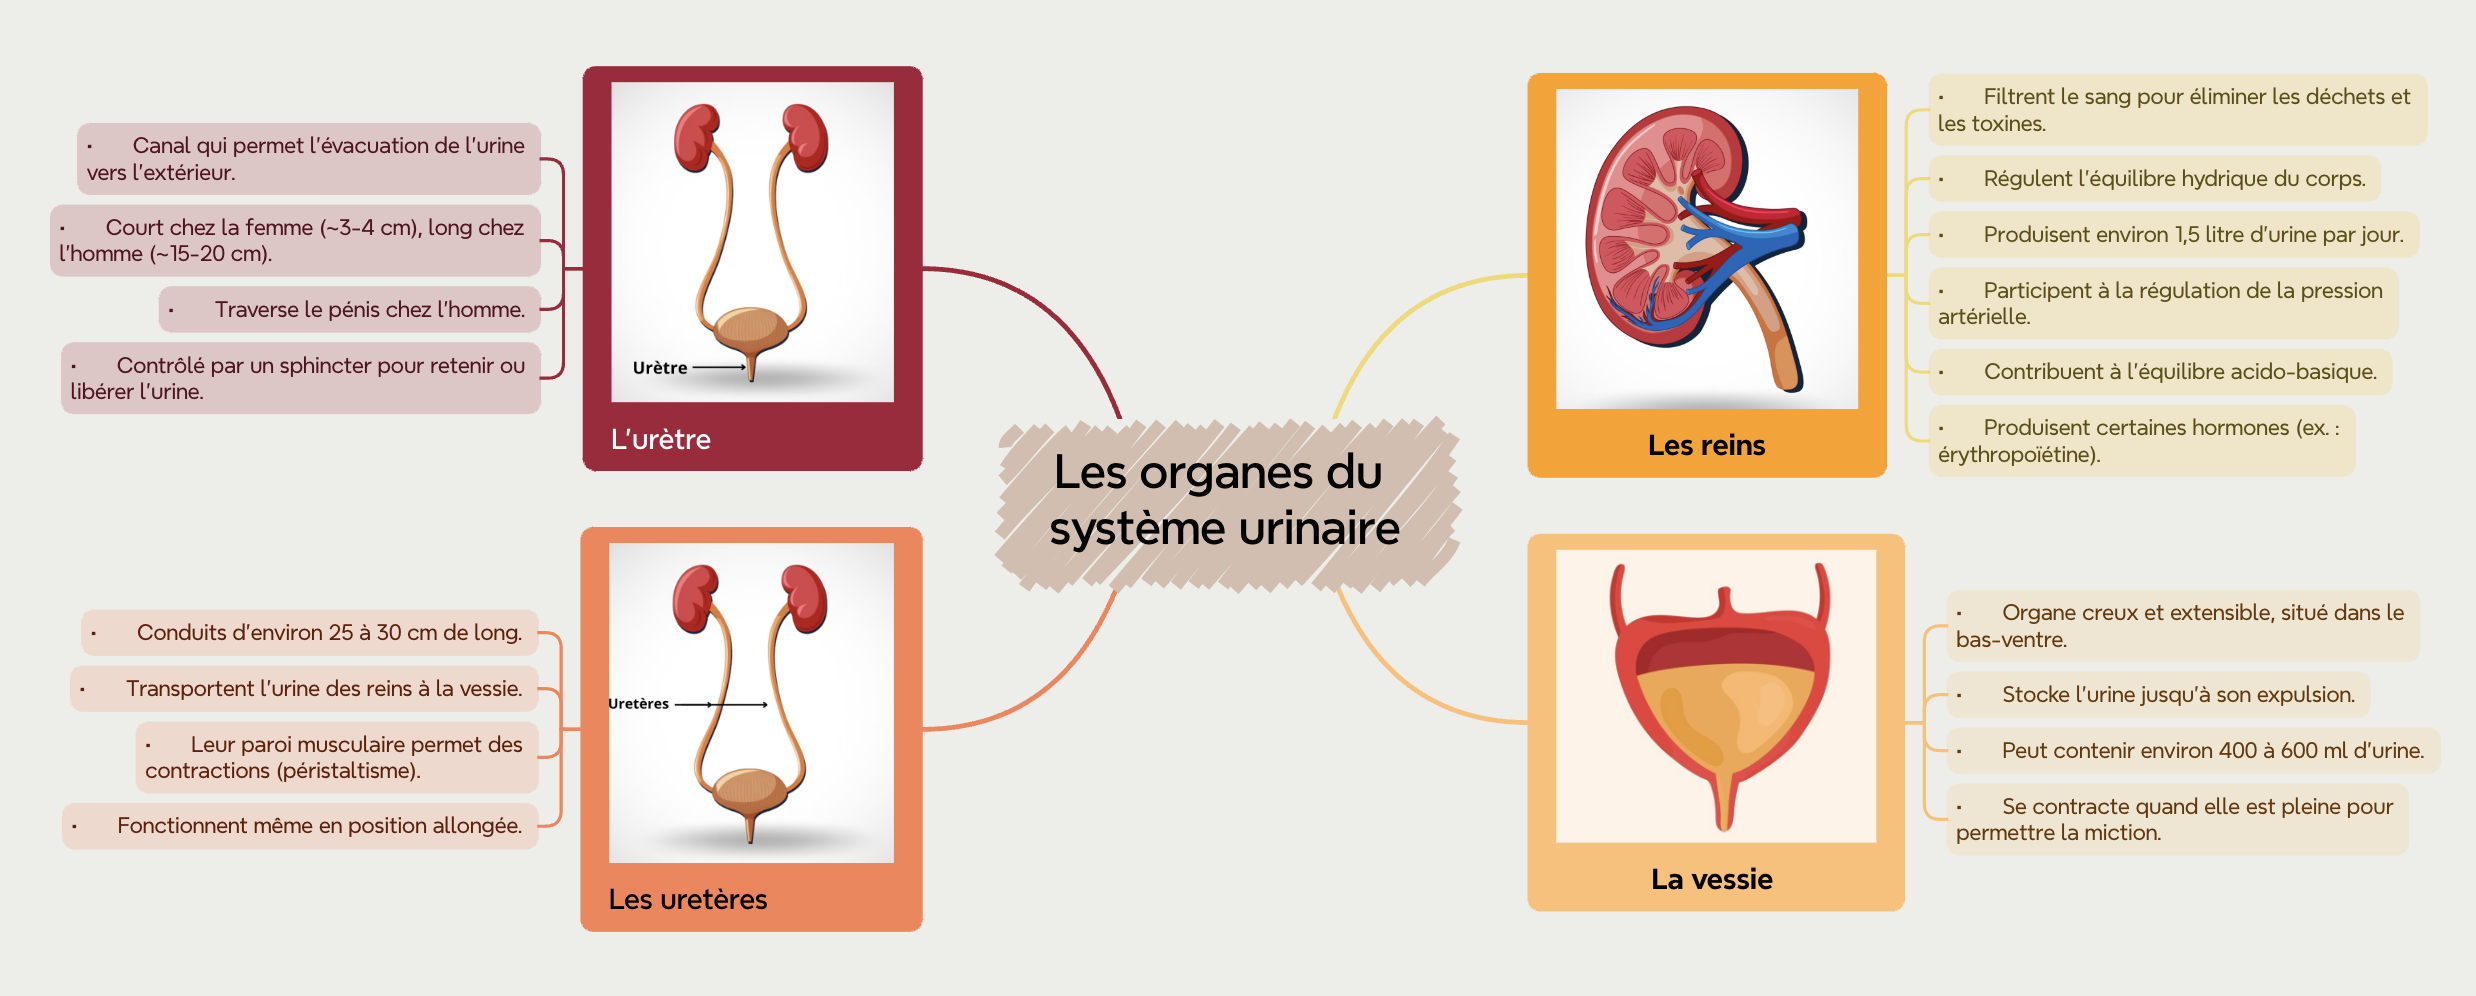 Les organes du
système urinaire
· Canal qui permet l'évacuation de l'urine
vers l'extérieur.
· Court chez la femme (~3-4 cm), long chez
l'homme (~15-20 cm).
· Traverse le pénis chez l'homme.
· Contrôlé par un sphincter pour retenir ou
libérer l'urine.
Urètre
L'urètre
· Conduits d'environ 25 à 30 cm de long.
· Transportent l'urine des reins à la vessie.
· Leur paroi musculaire permet des
contractions (péristaltisme).
· Fonctionnent même en position allongée.
Uretères
Les uretères
Les reins
· Filtrent le sang pour éliminer les déchets et
les toxines.
· Régulent l'équilibre hydrique du corps.
· Produisent environ 1,5 litre d'urine par jour.
· Participent à la régulation de la pression
artérielle.
· Contribuent à l'équilibre acido-basique.
· Produisent certaines hormones (ex. :
érythropoïétine).
La vessie
· Organe creux et extensible, situé dans le
bas-ventre.
· Stocke l'urine jusqu'à son expulsion.
· Peut contenir environ 400 à 600 ml d'urine.
· Se contracte quand elle est pleine pour
permettre la miction.